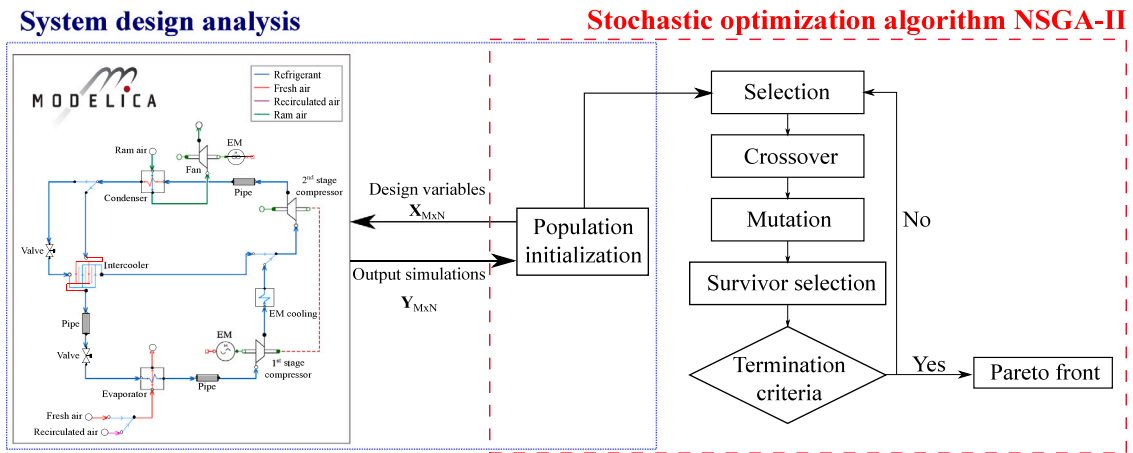 System design analysis
Stochastic optimization algorithm NSGA-II
MODELICA
Refrigerant
Fresh air
Recirculated air
Ram air
EM
Ram air
Fan
2nd stage
compressor
Condenser
Pipe
Valve
Intercooler
EM cooling
Pipe
EM
Valve
1st stage
compressor
Evaporator
Pipe
Fresh air
Recirculated air
Design variables
XMxN
Output simulations
YMxN
Population
initialization
Selection
Crossover
Mutation
No
Survivor selection
Termination
criteria
Yes
Pareto front